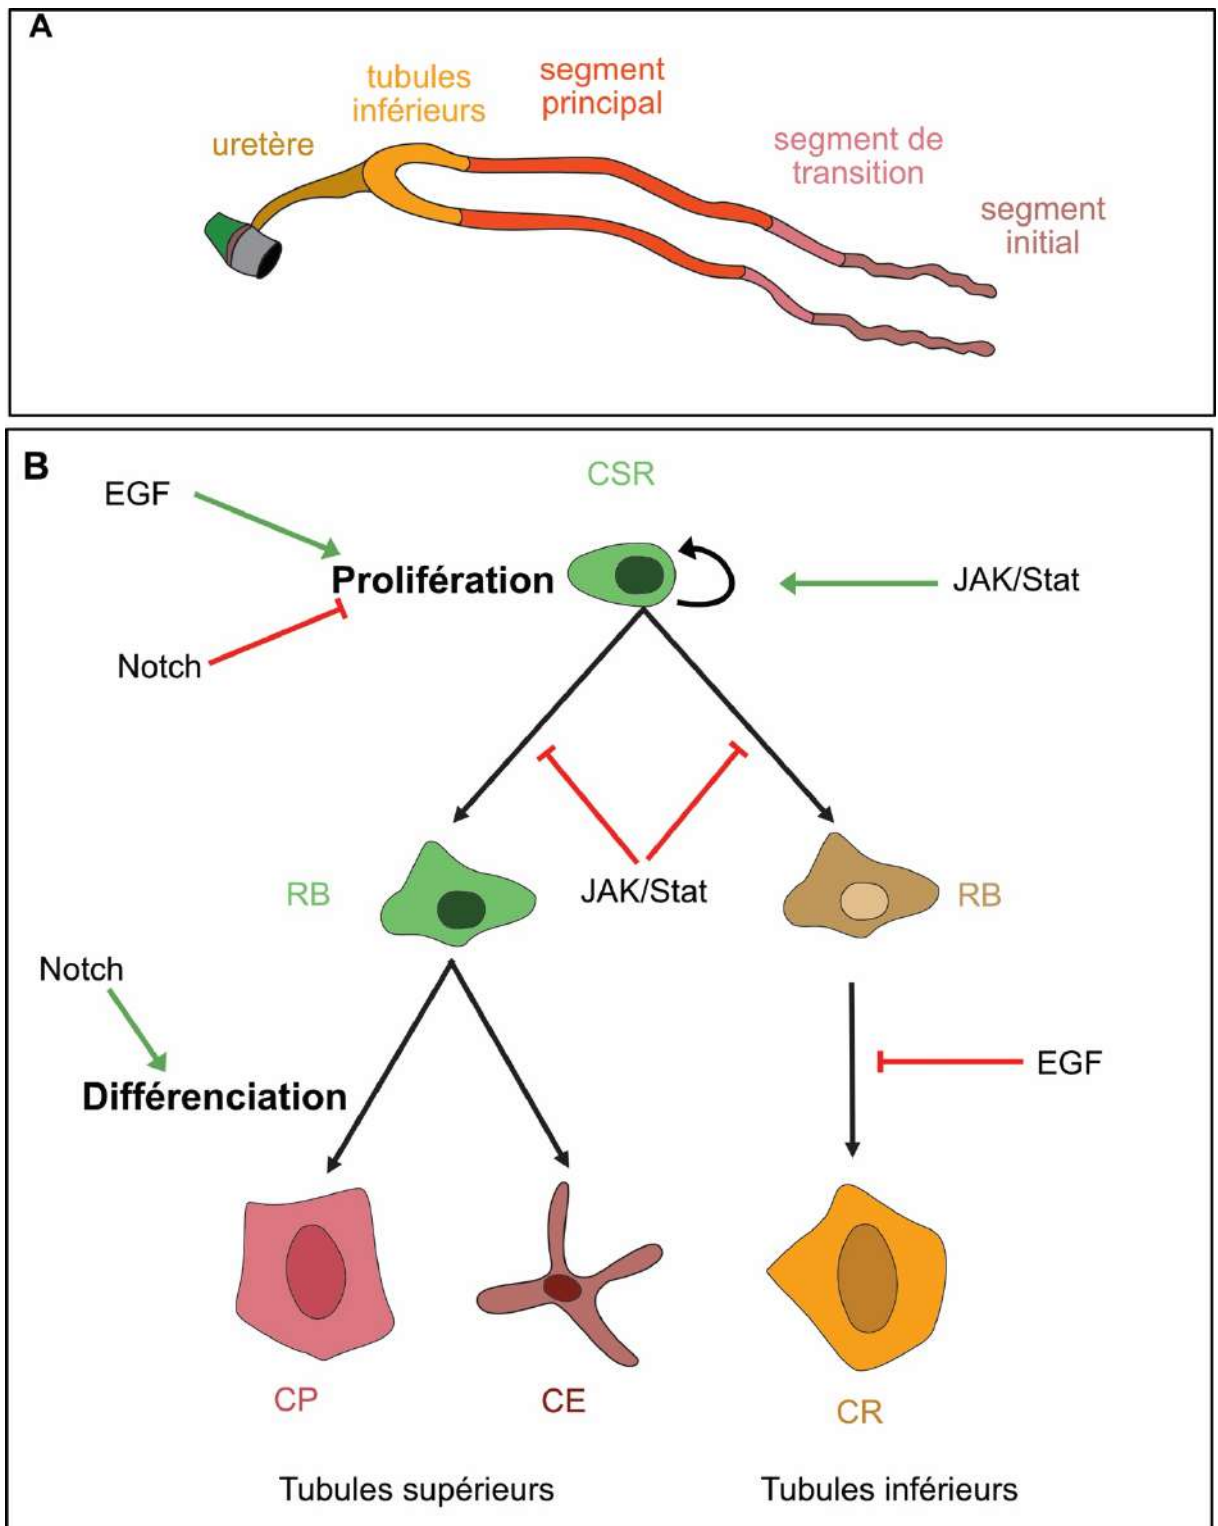 A
tubules
inférieurs
segment
principal
uretère
segment de
transition
segment
initial
B
CSR
EGF
Prolifération
JAK/Stat
Notch
RB
JAK/Stat
RB
Notch
EGF
Différenciation
CP
CE
CR
Tubules supérieurs
Tubules inférieurs